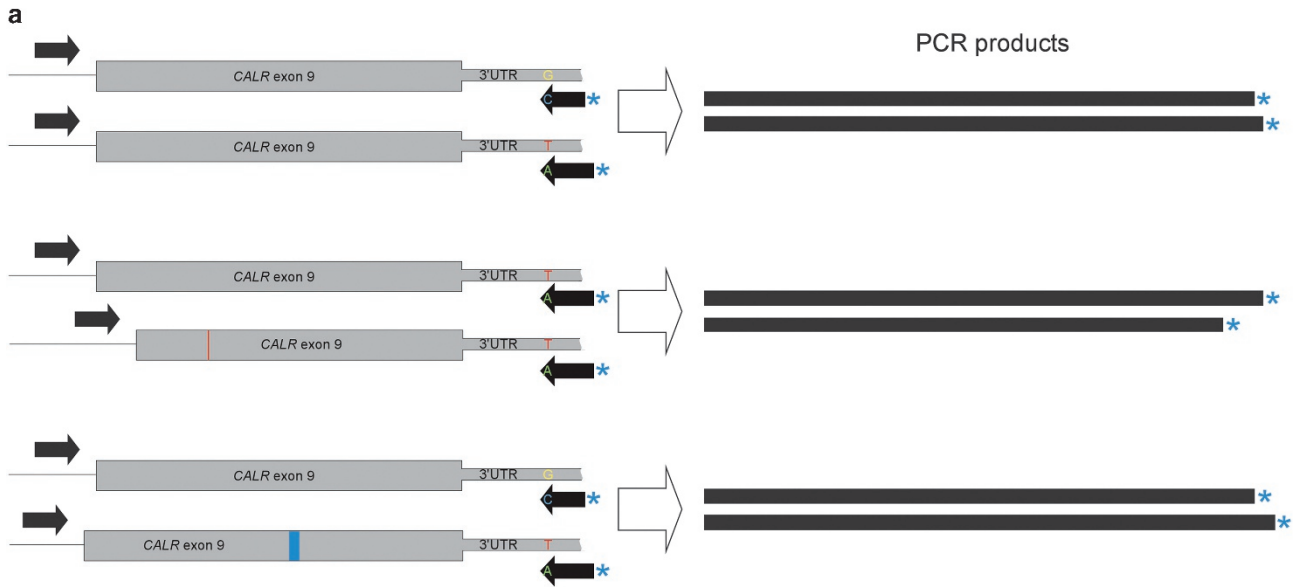 a
PCR products
CALR exon 9 3'UTR G
C *
CALR exon 9 3'UTR T
A *
*
*
CALR exon 9 3'UTR T
A *
CALR exon 9 3'UTR T
A *
*
*
CALR exon 9 3'UTR G
C *
CALR exon 9 3'UTR T
A *
*
*